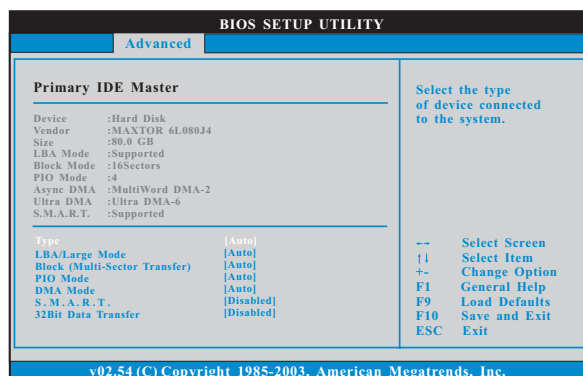 BIOS SETUP UTILITY
Advanced
Primary IDE Master
Device :Hard Disk
Vendor :MAXTOR 6L080J4
Size :80.0 GB
LBA Mode :Supported
Block Mode :16Sectors
PIO Mode :4
Async DMA :MultiWord DMA-2
Ultra DMA :Ultra DMA-6
S.M.A.R.T. :Supported
Type [Auto]
LBA/Large Mode [Auto]
Block (Multi-Sector Transfer) [Auto]
PIO Mode [Auto]
DMA Mode [Auto]
S.M.A.R.T. [Disabled]
32Bit Data Transfer [Disabled]
Select the type
of device connected
to the system.
←→ Select Screen
↑↓ Select Item
+- Change Option
F1 General Help
F9 Load Defaults
F10 Save and Exit
ESC Exit
v02.54 (C) Copyright 1985-2003, American Megatrends, Inc.